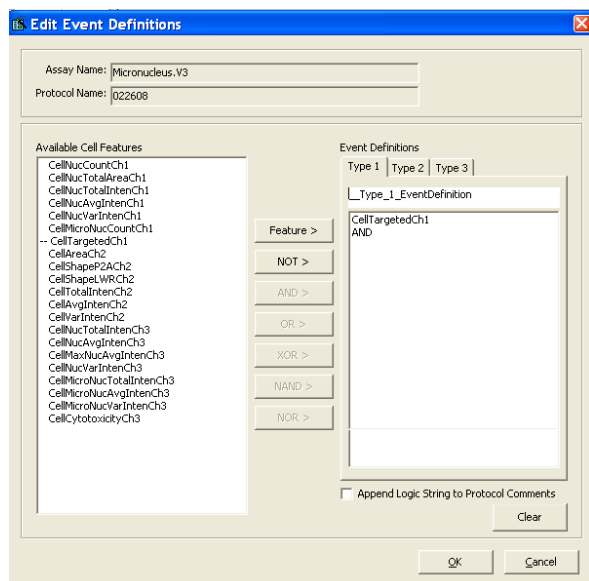 Edit Event Definitions
Assay Name: Micronucleus.V3
Protocol Name: 022608
Available Cell Features
CellNucCountCh1
CellNucTotalAreaCh1
CellNucTotalIntenCh1
CellNucAvgIntenCh1
CellNucVarIntenCh1
CellMicroNucCountCh1
-- CellTargetedCh1
CellAreaCh2
CellShapeP2ACh2
CellShapeLWRCh2
CellTotalIntenCh2
CellAvgIntenCh2
CellVarIntenCh2
CellNucTotalIntenCh3
CellNucAvgIntenCh3
CellMaxNucAvgIntenCh3
CellNucVarIntenCh3
CellMicroNucTotalIntenCh3
CellMicroNucAvgIntenCh3
CellMicroNucVarIntenCh3
CellCytotoxicityCh3
Feature >
NOT >
AND >
OR >
XOR >
NAND >
NOR >
Event Definitions
Type 1 Type 2 Type 3
__Type_1_EventDefinition
CellTargetedCh1
AND
Append Logic String to Protocol Comments
Clear
OK Cancel